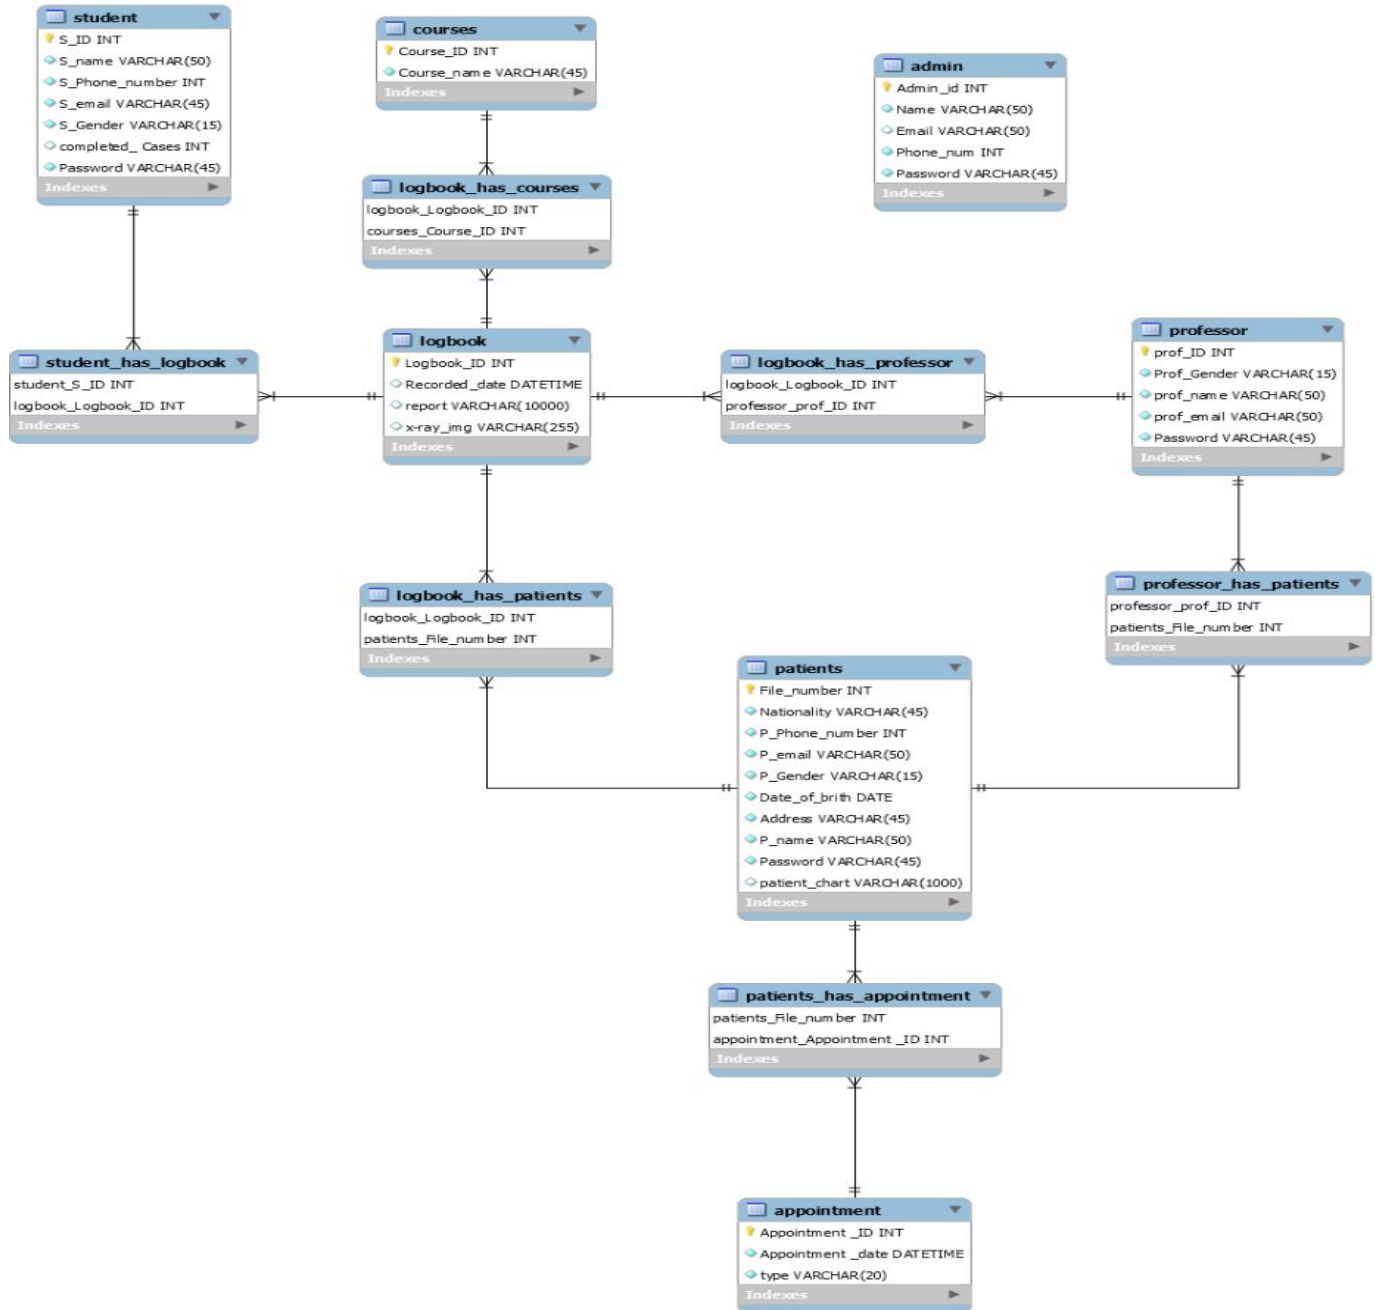 student
S_ID INT
S_name VARCHAR(50)
S_Phone_number INT
S_email VARCHAR(45)
S_Gender VARCHAR(15)
completed_ Cases INT
Password VARCHAR(45)
Indexes
courses
Course_ID INT
Course_name VARCHAR(45)
Indexes
admin
Admin_id INT
Name VARCHAR(50)
Email VARCHAR(50)
Phone_num INT
Password VARCHAR(45)
Indexes
logbook_has_courses
logbook_Logbook_ID INT
courses_Course_ID INT
Indexes
student_has_logbook
student_S_ID INT
logbook_Logbook_ID INT
Indexes
logbook
Logbook_ID INT
Recorded_date DATETIME
report VARCHAR(10000)
x-ray_img VARCHAR(255)
Indexes
logbook_has_professor
logbook_Logbook_ID INT
professor_prof_ID INT
Indexes
professor
prof_ID INT
Prof_Gender VARCHAR(15)
prof_name VARCHAR(50)
prof_email VARCHAR(50)
Password VARCHAR(45)
Indexes
logbook_has_patients
logbook_Logbook_ID INT
patients_File_number INT
Indexes
professor_has_patients
professor_prof_ID INT
patients_File_number INT
Indexes
patients
File_number INT
Nationality VARCHAR(45)
P_Phone_number INT
P_email VARCHAR(50)
P_Gender VARCHAR(15)
Date_of_brith DATE
Address VARCHAR(45)
P_name VARCHAR(50)
Password VARCHAR(45)
patient_chart VARCHAR(1000)
Indexes
patients_has_appointment
patients_File_number INT
appointment_Appointment _ID INT
Indexes
appointment
Appointment _ID INT
Appointment _date DATETIME
type VARCHAR(20)
Indexes